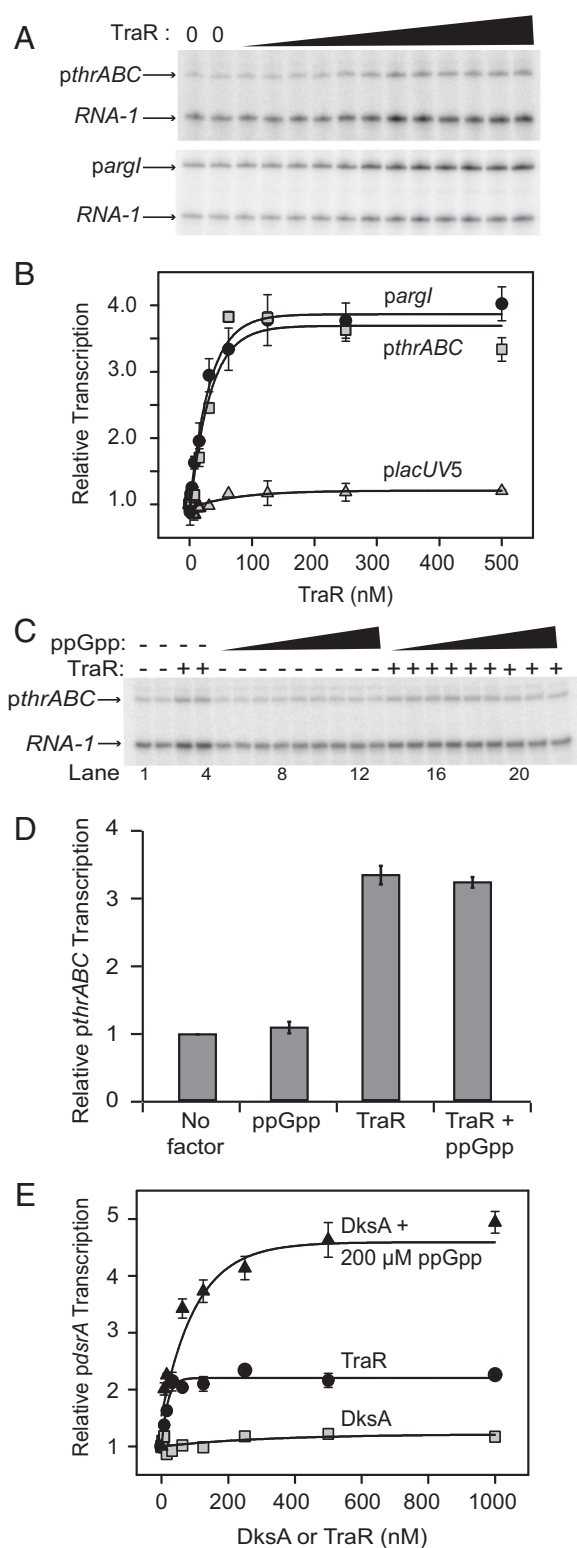 A
TraR : 0 0
pthrABC
RNA-1
pargI
RNA-1
B
Relative Transcription
4.0
3.0
2.0
1.0
pargI
pthrABC
placUV5
0 100 200 300 400 500
TraR (nM)
C
ppGpp: - - - -
TraR: - - + + - - - - - - - - - + + + + + + + + +
pthrABC
RNA-1
Lane 1 4 8 12 16 20
D
Relative pthrABC Transcription
4
3
2
1
0
No factor
ppGpp
TraR
TraR + ppGpp
E
Relative pdsrA Transcription
5
4
3
2
1
DksA +
200 µM ppGpp
TraR
DksA
0 200 400 600 800 1000
DksA or TraR (nM)